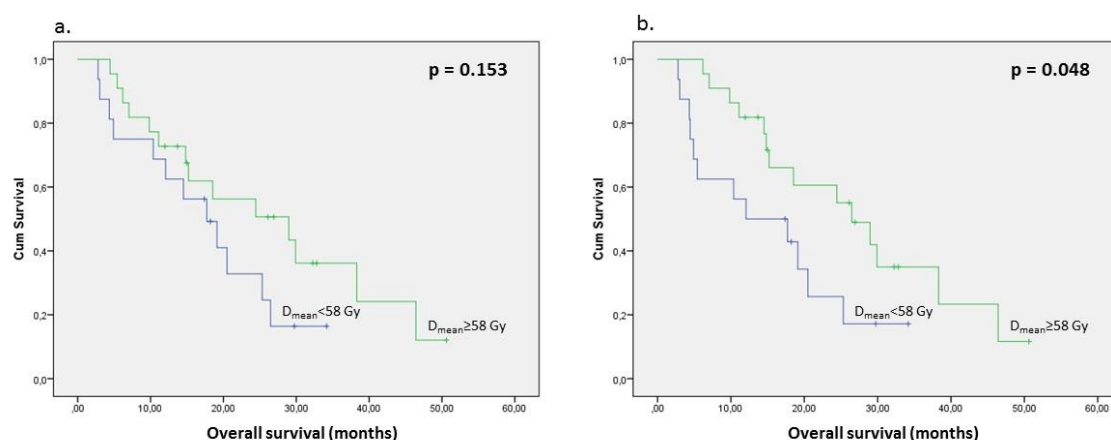 a.
p = 0.153
1,0
0,8
0,6
0,4
0,2
0,0
Cum Survival
Dmean<58 Gy
Dmean≥58 Gy
,00 10,00 20,00 30,00 40,00 50,00 60,00
Overall survival (months)
b.
p = 0.048
1,0
0,8
0,6
0,4
0,2
0,0
Cum Survival
Dmean<58 Gy
Dmean≥58 Gy
,00 10,00 20,00 30,00 40,00 50,00 60,00
Overall survival (months)